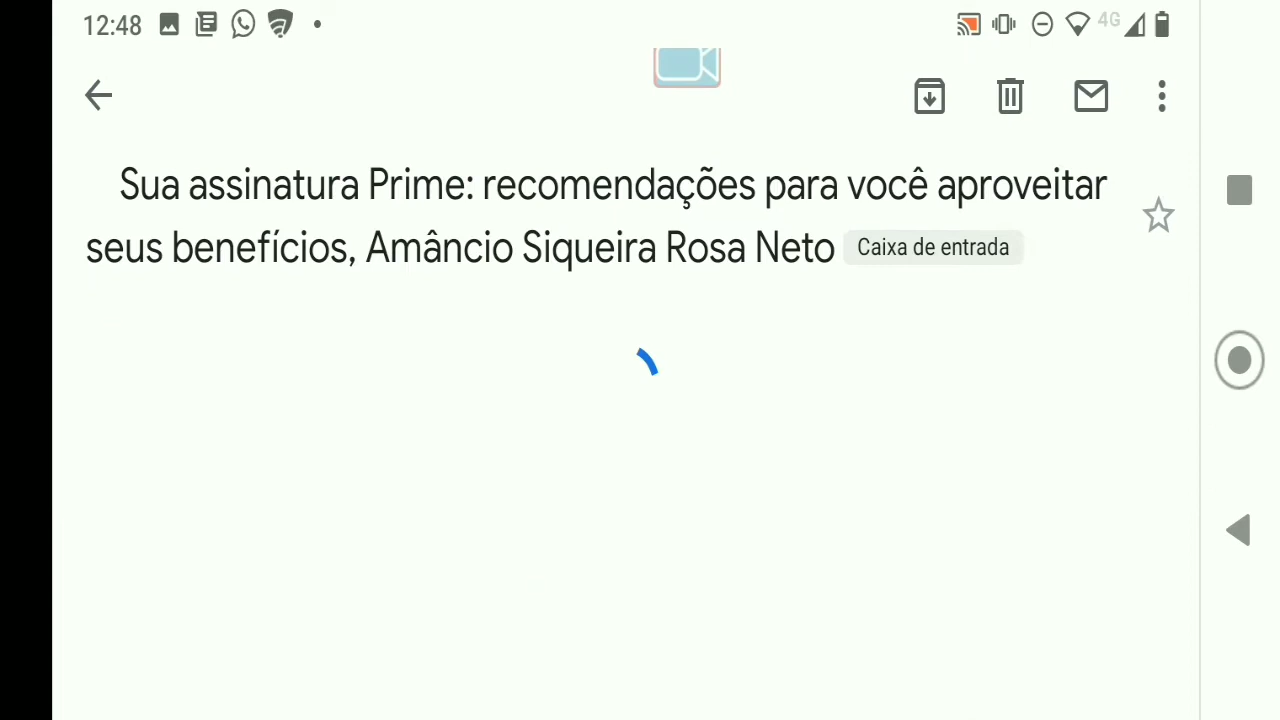 12:48
4G
Sua assinatura Prime: recomendações para você aproveitar
seus benefícios, Amâncio Siqueira Rosa Neto Caixa de entrada